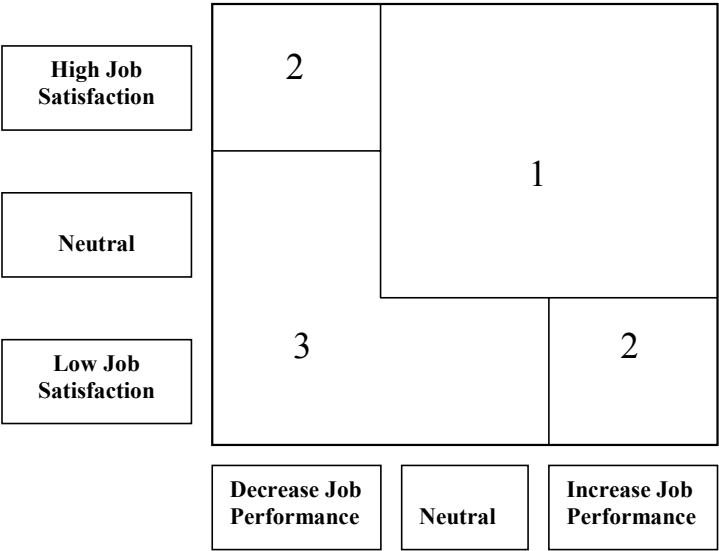 2
High Job
Satisfaction
1
Neutral
3
2
Low Job
Satisfaction
Decrease Job
Performance
Neutral
Increase Job
Performance